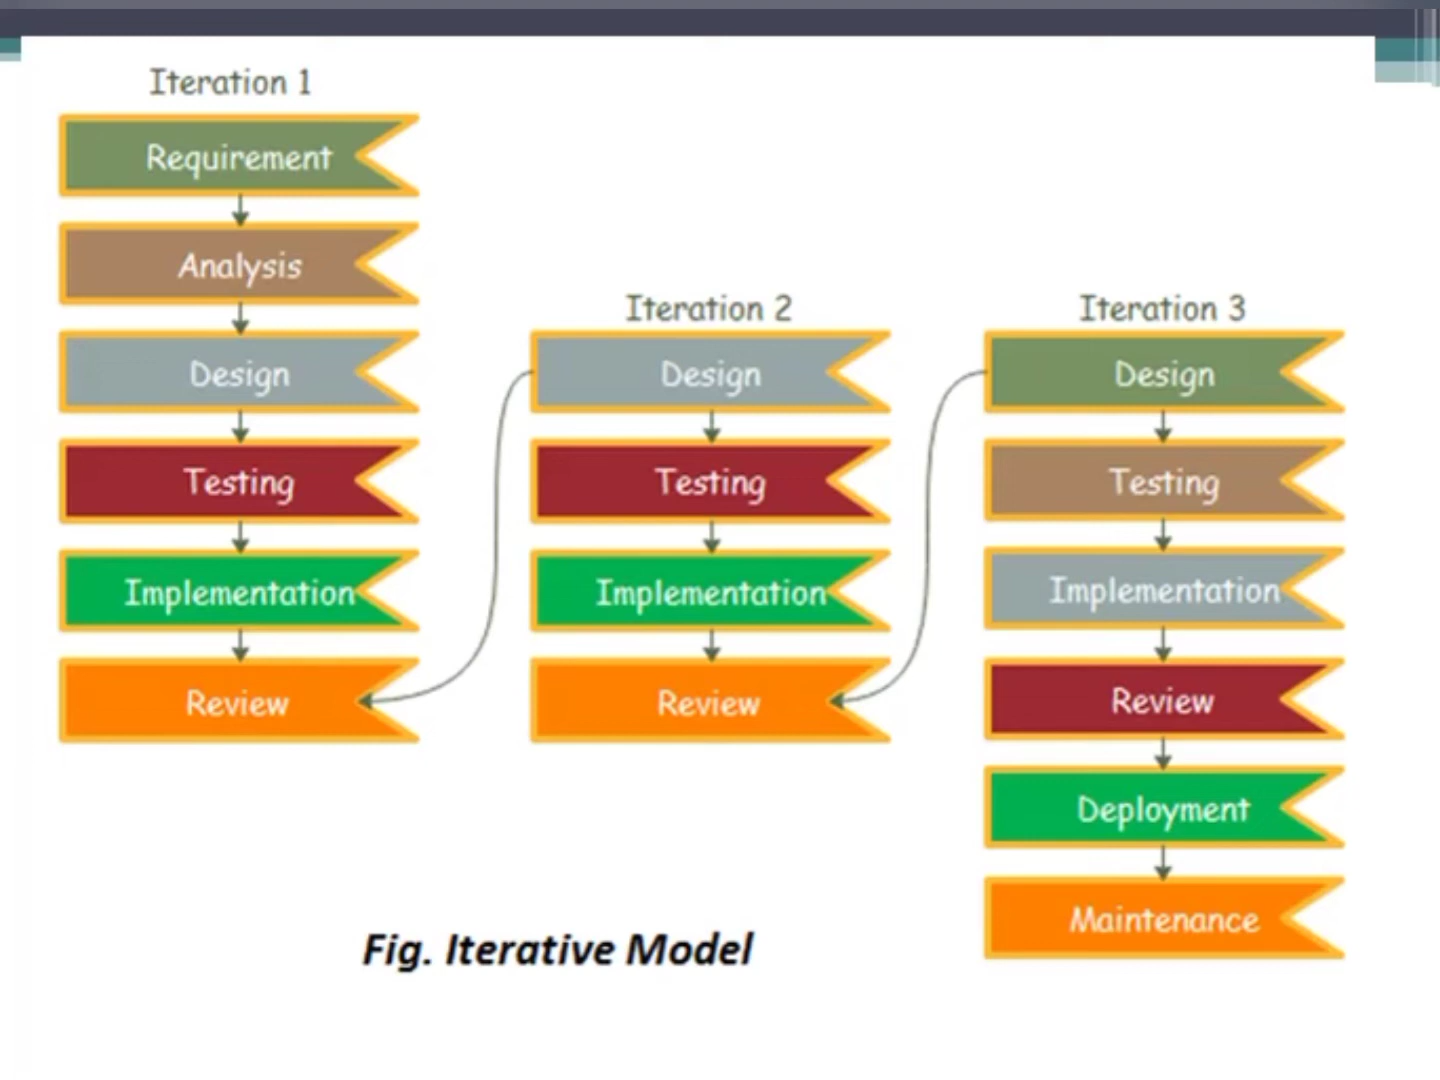 Iteration 1
Requirement
Analysis
Design
Testing
Implementation
Review
Iteration 2
Design
Testing
Implementation
Review
Iteration 3
Design
Testing
Implementation
Review
Deployment
Maintenance
Fig. Iterative Model